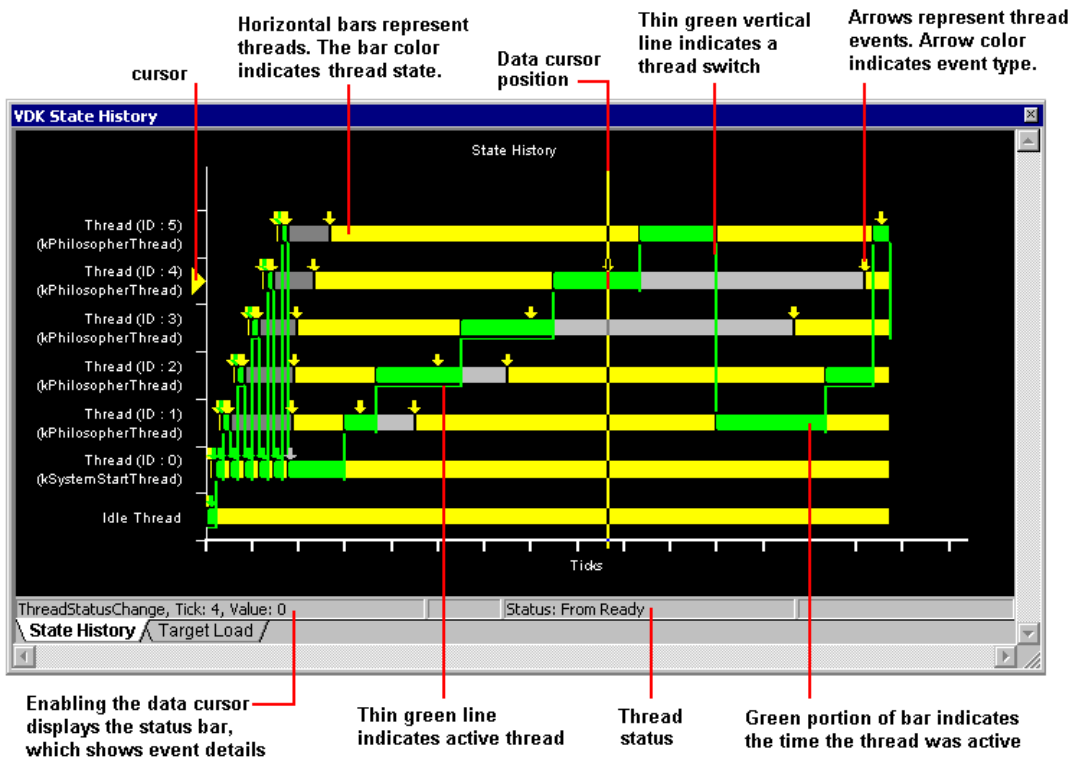 Horizontal bars represent
threads. The bar color
indicates thread state.
Thin green vertical
line indicates a
thread switch
Arrows represent thread
events. Arrow color
indicates event type.
cursor
Data cursor
position
VDK State History
State History
Thread (ID : 5)
(kPhilosopherThread)
Thread (ID : 4)
(kPhilosopherThread)
Thread (ID : 3)
(kPhilosopherThread)
Thread (ID : 2)
(kPhilosopherThread)
Thread (ID : 1)
(kPhilosopherThread)
Thread (ID : 0)
(kSystemStartThread)
Idle Thread
Ticks
ThreadStatusChange, Tick: 4, Value: 0
Status: From Ready
State History
Target Load
Enabling the data cursor
displays the status bar,
which shows event details
Thin green line
indicates active thread
Thread
status
Green portion of bar indicates
the time the thread was active